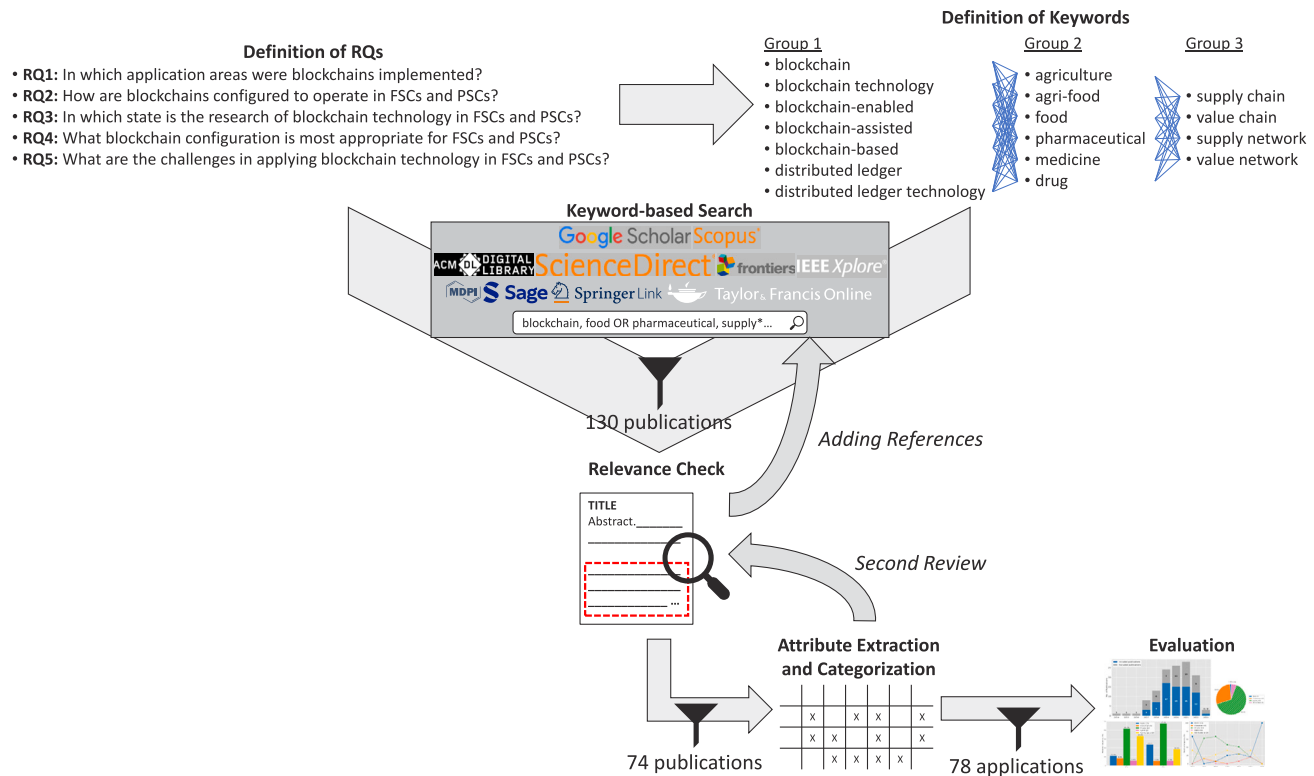 Definition of RQs
• RQ1: In which application areas were blockchains implemented?
• RQ2: How are blockchains configured to operate in FSCs and PSCs?
• RQ3: In which state is the research of blockchain technology in FSCs and PSCs?
• RQ4: What blockchain configuration is most appropriate for FSCs and PSCs?
• RQ5: What are the challenges in applying blockchain technology in FSCs and PSCs?
Definition of Keywords
Group 1
• blockchain
• blockchain technology
• blockchain-enabled
• blockchain-assisted
• blockchain-based
• distributed ledger
• distributed ledger technology
Group 2
• agriculture
• agri-food
• food
• pharmaceutical
• medicine
• drug
Group 3
• supply chain
• value chain
• supply network
• value network
Keyword-based Search
Google Scholar Scopus®
ACM DL DIGITAL LIBRARY ScienceDirect® frontiers IEEE Xplore®
MDPI S Sage Springer Link Taylor & Francis Online
blockchain, food OR pharmaceutical, supply*...
130 publications
Adding References
Relevance Check
TITLE
Abstract.
...
Second Review
74 publications
Attribute Extraction
and Categorization
X X X X
X X X X
X X X X
78 applications
Evaluation